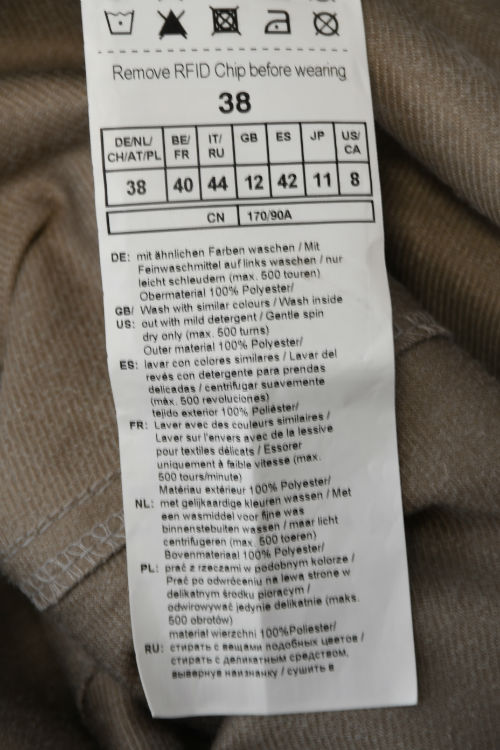 Remove RFID Chip before wearing
38
DE/NL/ CH/AT/PL BE/ FR IT/ RU GB ES JP US/ CA
38 40 44 12 42 11 8
CN 170/90A
DE: mit ähnlichen Farben waschen / Mit
Feinwaschmittel auf links waschen / nur
leicht schleudern (max. 500 touren)
Obermaterial 100% Polyester/
GB/ Wash with similar colours / Wash inside
US: out with mild detergent / Gentle spin
dry only (max. 500 turns)
Outer material 100% Polyester/
ES: lavar con colores similares / Lavar del
revés con detergente para prendas
delicadas / centrifugar suavemente
(máx. 500 revoluciones)
tejido exterior 100% Poliéster/
FR: Laver avec des couleurs similaires /
Laver sur l'envers avec de la lessive
pour textiles délicats / Essorer
uniquement à faible vitesse (max.
500 tours/minute)
Matériau extérieur 100% Polyester/
NL: met gelijkaardige kleuren wassen / Met
een wasmiddel voor fijne was
binnenstebuiten wassen / maar licht
centrifugeren (max. 500 toeren)
Bovenmateriaal 100% Polyester/
PL: prać z rzeczami w podobnym kolorze /
Prać po odwróceniu na lewą stronę w
delikatnym środku piorącym /
odwirowywać jedynie delikatnie (maks.
500 obrotów)
materiał wierzchni 100%Poliester/
RU: стирать с вещами подобных цветов /
стирать с деликатным средством,
вывернув наизнанку / сушить в